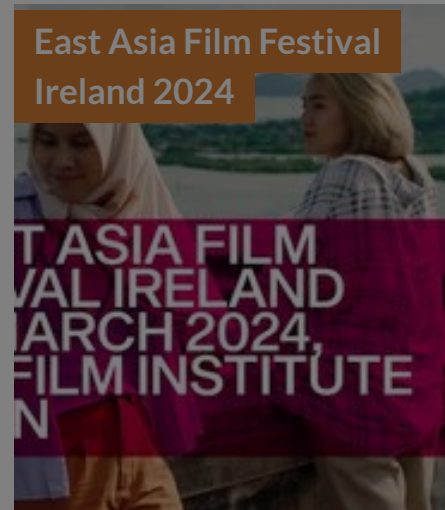 East Asia Film Festival
Ireland 2024
T ASIA FILM
VAL IRELAND
ARCH 2024,
FILM INSTITUTE
N